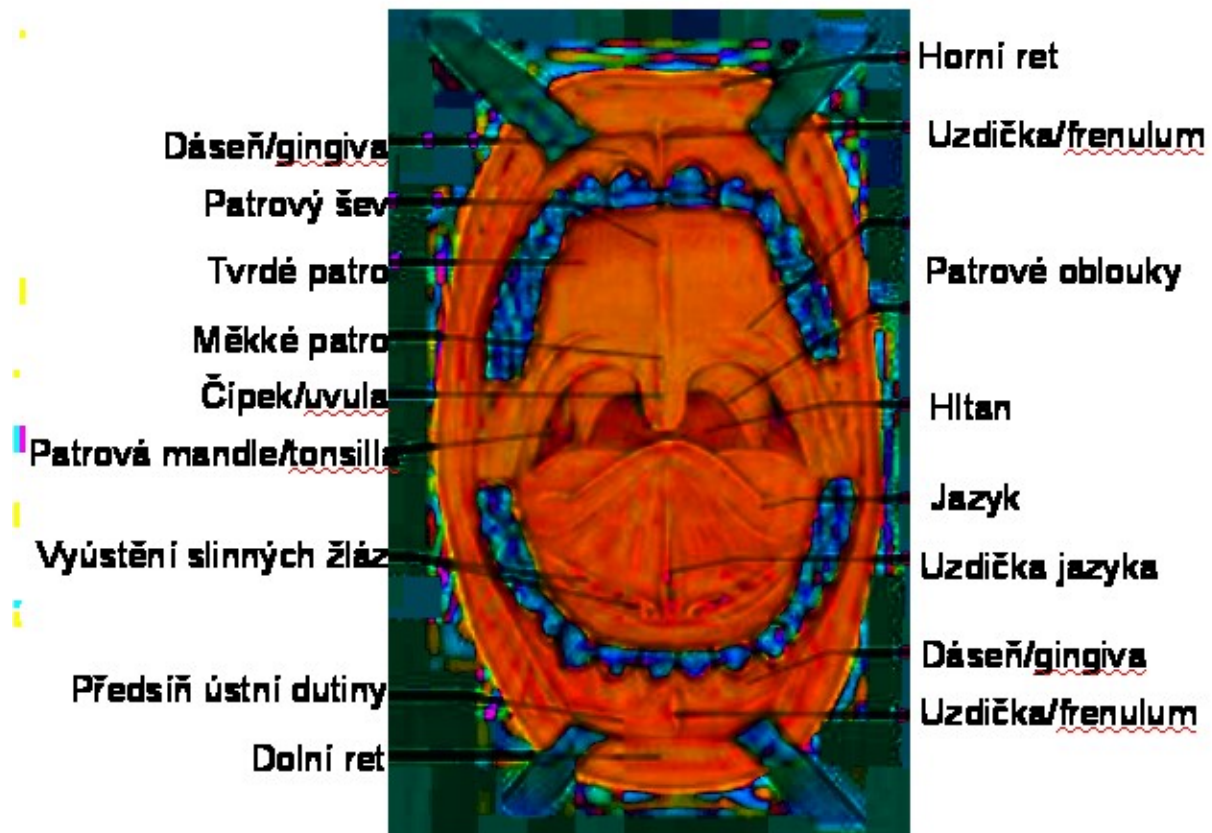 Dáseň/gingiva
Patrový šev
Tvrdé patro
Měkké patro
Čípek/uvula
Patrová mandle/tonsilla
Vyústění slinných žláz
Předsíň ústní dutiny
Dolní ret
Horní ret
Uzdička/frenulum
Patrové oblouky
Hltan
Jazyk
Uzdička jazyka
Dáseň/gingiva
Uzdička/frenulum